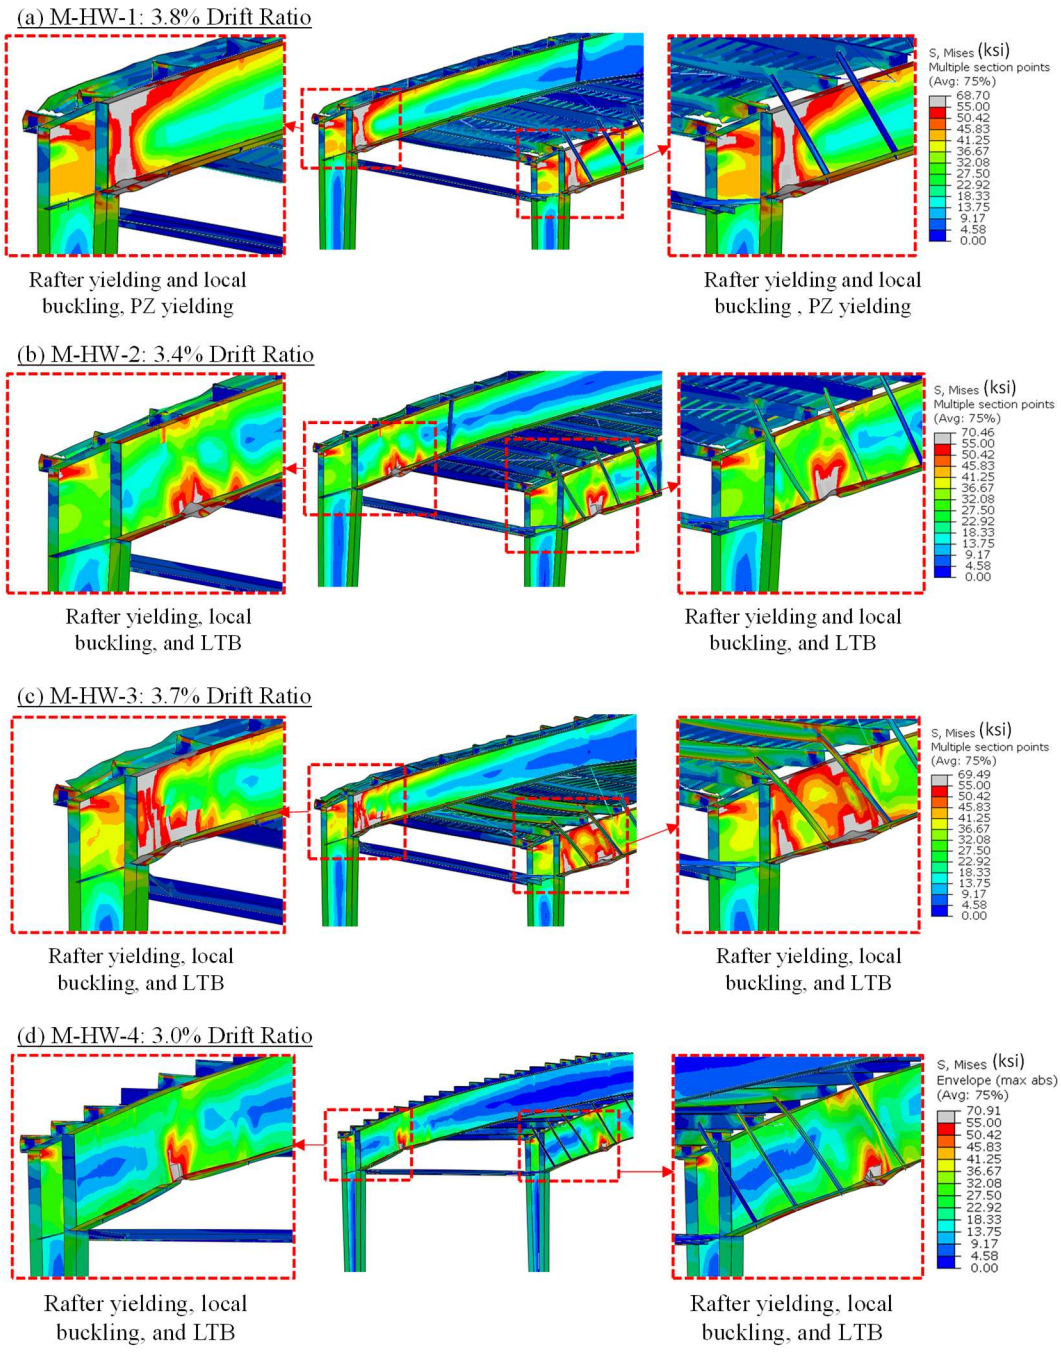 (a) M-HW-1: 3.8% Drift Ratio
S, Mises (ksi)
Multiple section points
(Avg: 75%)
68.70
55.00
50.42
45.83
41.25
36.67
32.08
27.50
22.92
18.33
13.75
9.17
4.58
0.00
Rafter yielding and local
buckling, PZ yielding
Rafter yielding and local
buckling , PZ yielding
(b) M-HW-2: 3.4% Drift Ratio
S, Mises (ksi)
Multiple section points
(Avg: 75%)
70.46
55.00
50.42
45.83
41.25
36.67
32.08
27.50
22.92
18.33
13.75
9.17
4.58
0.00
Rafter yielding, local
buckling, and LTB
Rafter yielding and local
buckling, and LTB
(c) M-HW-3: 3.7% Drift Ratio
S, Mises (ksi)
Multiple section points
(Avg: 75%)
69.49
55.00
50.42
45.83
41.25
36.67
32.08
27.50
22.92
18.33
13.75
9.17
4.58
0.00
Rafter yielding, local
buckling, and LTB
Rafter yielding, local
buckling, and LTB
(d) M-HW-4: 3.0% Drift Ratio
S, Mises (ksi)
Envelope (max abs)
(Avg: 75%)
70.91
55.00
50.42
45.83
41.25
36.67
32.08
27.50
22.92
18.33
13.75
9.17
4.58
0.00
Rafter yielding, local
buckling, and LTB
Rafter yielding, local
buckling, and LTB